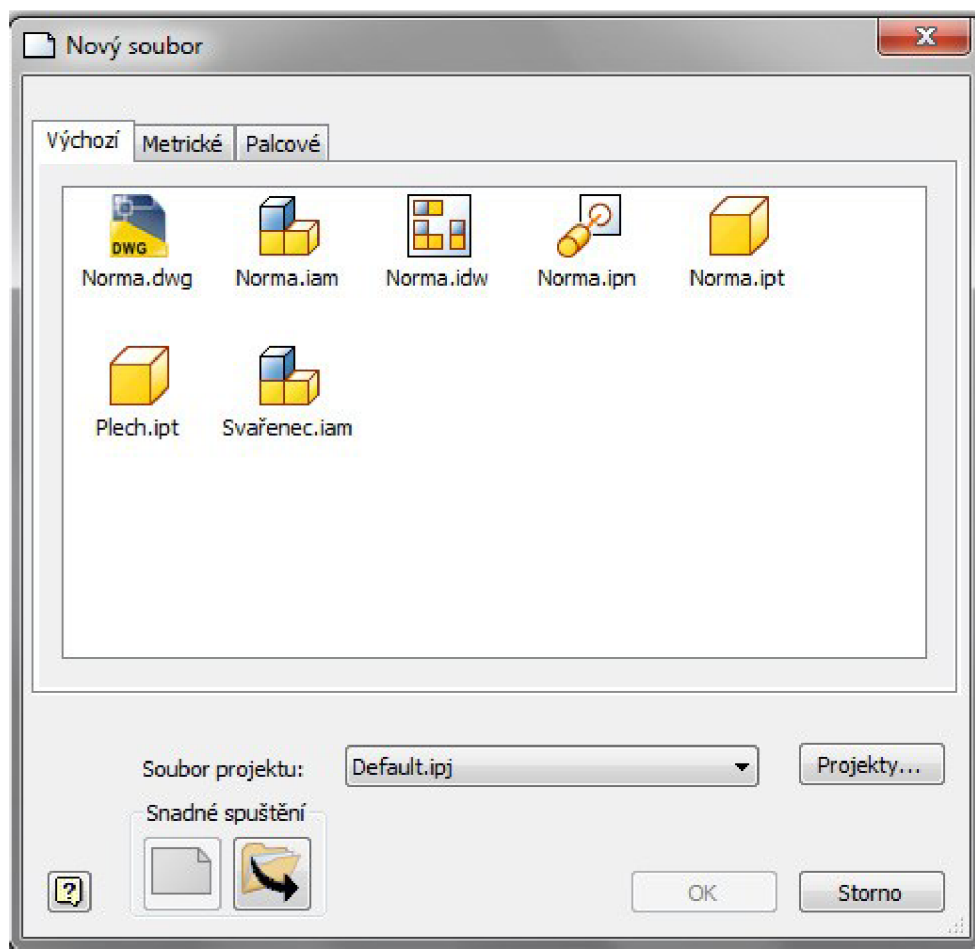 Nový soubor
Výchozí Metrické Palcové
DWG
Norma.dwg Norma.iam Norma.idw Norma.ipn Norma.ipt
Plech.ipt Svařenec.iam
Soubor projektu: Default.ipj Projekty...
Snadné spuštění
OK Storno